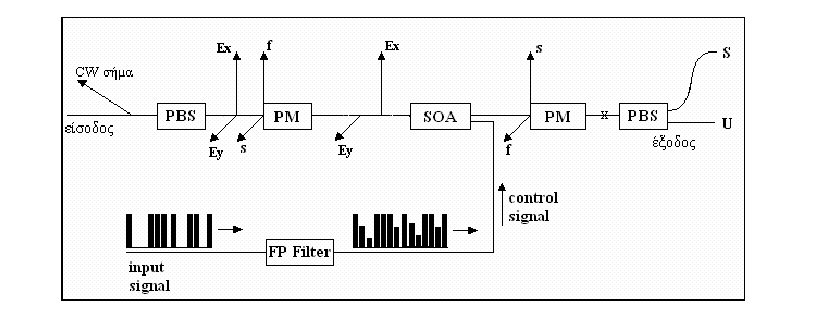 Ex f Ex s S
CW σήμα
PBS PM SOA PM x PBS
U
είσοδος έξοδος
Ey s Ey f
control
signal
FP Filter
input
signal